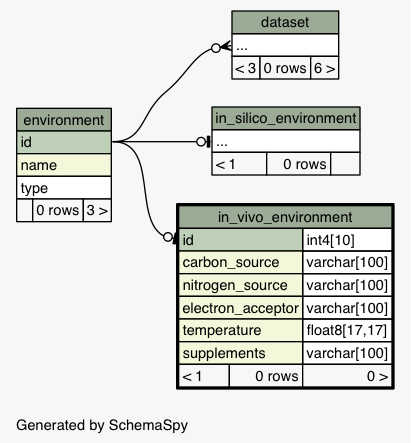 dataset
...
< 3 0 rows 6 >
environment
id
name
type
0 rows 3 >
in_silico_environment
...
< 1 0 rows
in_vivo_environment
id int4[10]
carbon_source varchar[100]
nitrogen_source varchar[100]
electron_acceptor varchar[100]
temperature float8[17,17]
supplements varchar[100]
< 1 0 rows 0 >
Generated by SchemaSpy